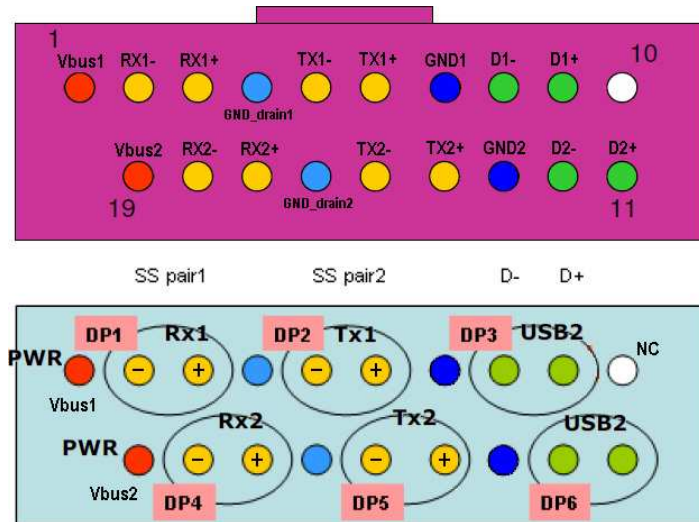 1 10
Vbus1 RX1- RX1+ TX1- TX1+ GND1 D1- D1+
GND_drain1
Vbus2 RX2- RX2+ TX2- TX2+ GND2 D2- D2+
GND_drain2
19 11
SS pair1 SS pair2 D- D+
DP1 Rx1 DP2 Tx1 DP3 USB2
PWR − + − + NC
Vbus1
PWR Rx2 Tx2 USB2
− + − +
Vbus2
DP4 DP5 DP6